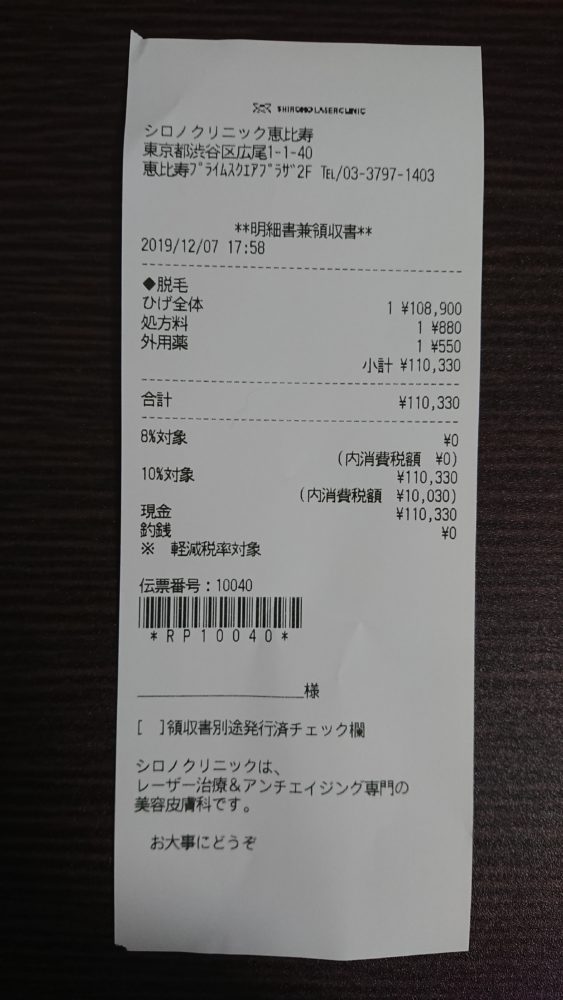 SHIRONO LASER CLINIC
シロノクリニック恵比寿
東京都渋谷区広尾1-1-40
恵比寿ﾌﾟﾗｲﾑｽｸｴｱﾌﾟﾗｻﾞ2F ℡/03-3797-1403
**明細書兼領収書**
2019/12/07 17:58
◆脱毛
ひげ全体 1 ¥108,900
処方料 1 ¥880
外用薬 1 ¥550
小計 ¥110,330
合計 ¥110,330
8%対象 ¥0
(内消費税額 ¥0)
10%対象 ¥110,330
(内消費税額 ¥10,030)
現金 ¥110,330
釣銭 ¥0
※ 軽減税率対象
伝票番号：10040
*RP10040*
様
[ ]領収書別途発行済チェック欄
シロノクリニックは、
レーザー治療＆アンチエイジング専門の
美容皮膚科です。
お大事にどうぞ